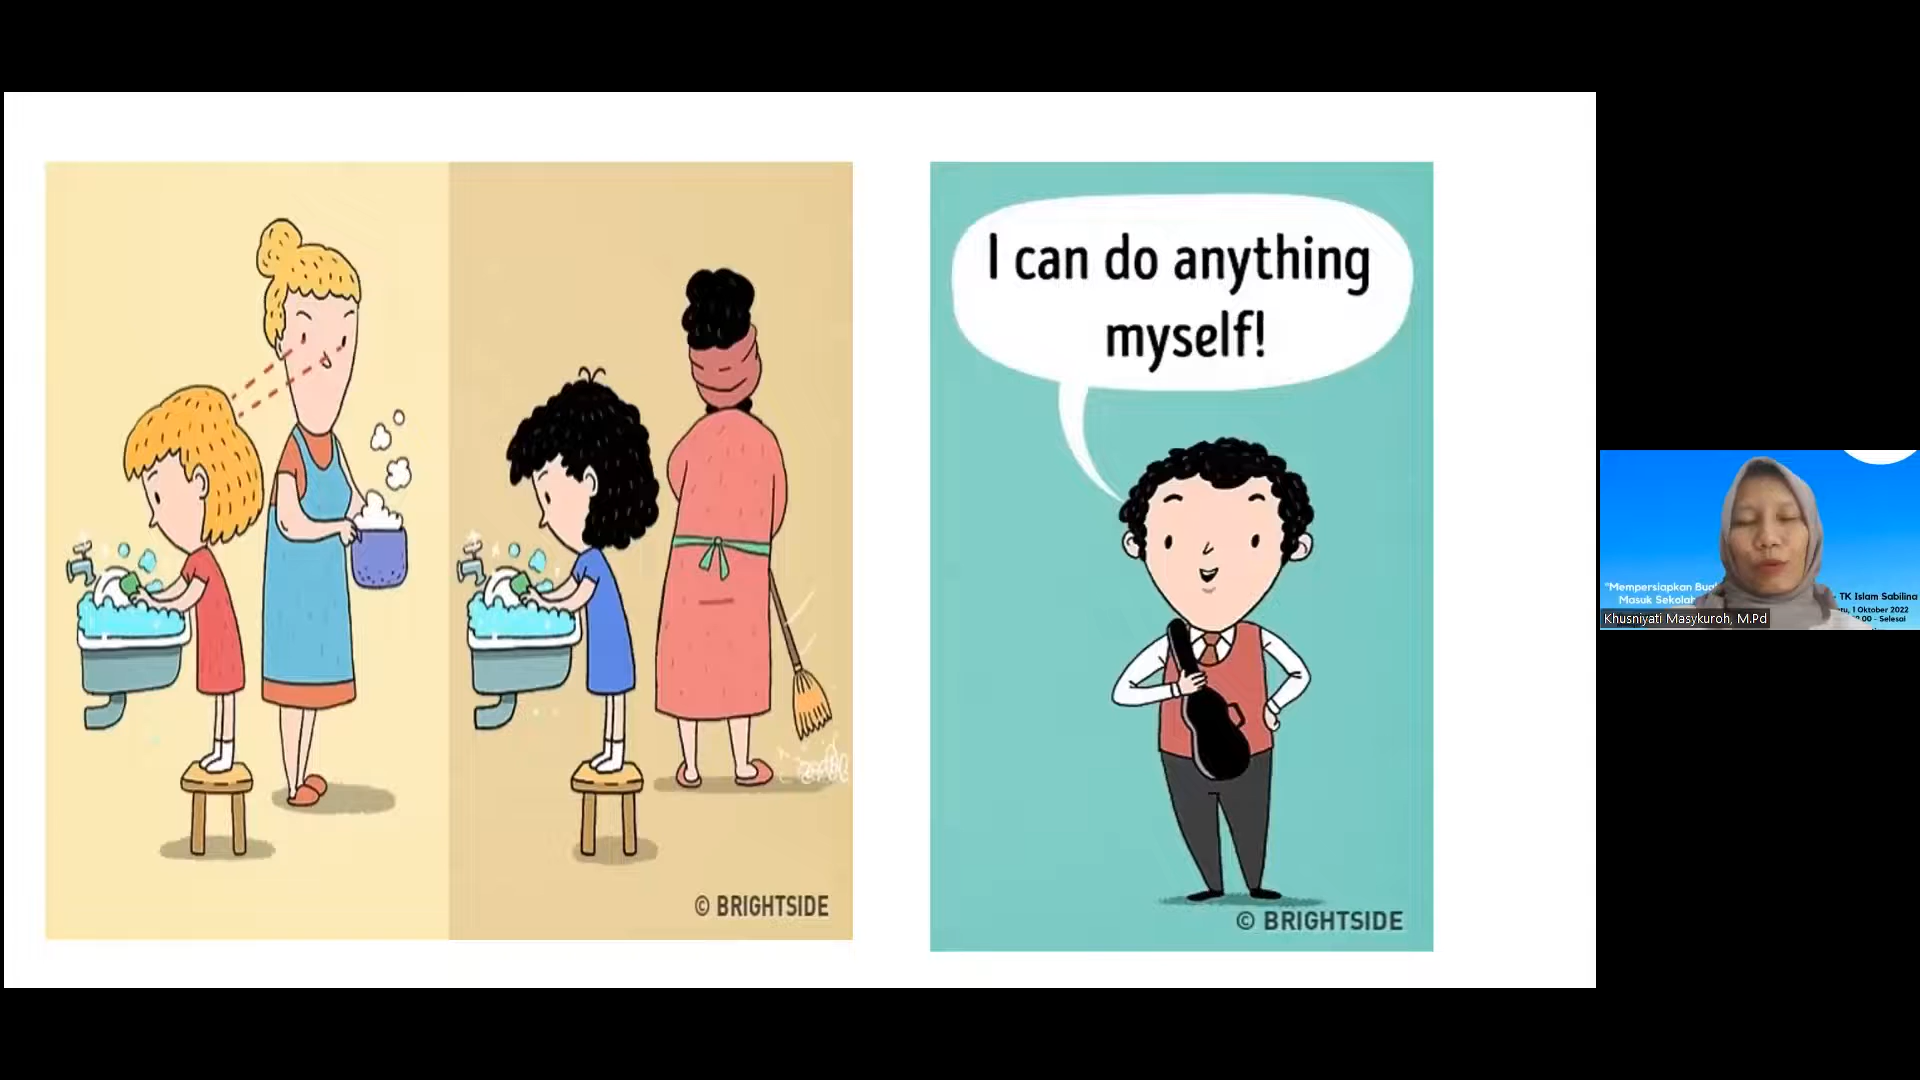 I can do anything
myself!
© BRIGHTSIDE
© BRIGHTSIDE
"Mempersiapkan
Masuk Sekolah
- TK Islam Sabilina
1 Oktober 2022
.00 - Selesai
Khusniyati Masykuroh, M.Pd